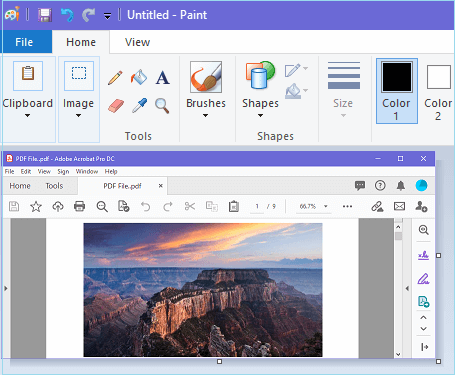 Untitled - Paint
File Home View
Clipboard
Image
Tools
Brushes
Shapes
Shapes
Size
Color 1
Color 2
PDF File.pdf - Adobe Acrobat Pro DC
File Edit View Sign Window Help
Home Tools PDF File.pdf ×
1 / 9 66.7%